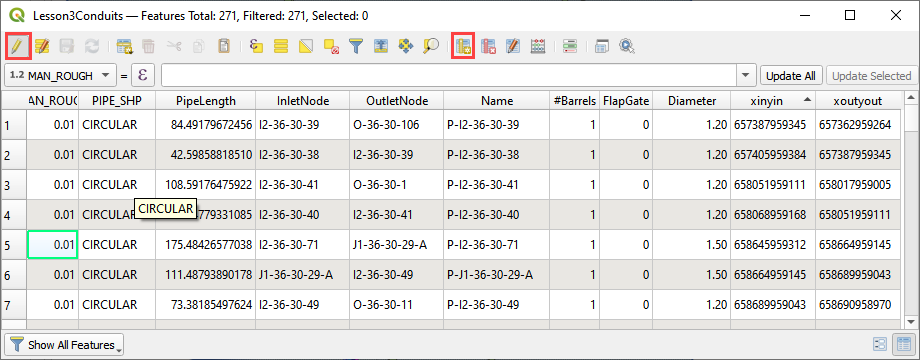 Lesson3Conduits — Features Total: 271, Filtered: 271, Selected: 0
1.2 MAN_ROUGH = ε Update All Update Selected
AN_ROUG PIPE_SHP PipeLength InletNode OutletNode Name #Barrels FlapGate Diameter xinyin xoutyout
1 0.01 CIRCULAR 84.49179672456 I2-36-30-39 O-36-30-106 P-I2-36-30-39 1 0 1.20 657387959345 657362959264
2 0.01 CIRCULAR 42.59858818510 I2-36-30-38 I2-36-30-39 P-I2-36-30-38 1 0 1.20 657405959384 657387959345
3 0.01 CIRCULAR 108.59176475922 I2-36-30-41 O-36-30-1 P-I2-36-30-41 1 0 1.20 658051959111 658017959005
CIRCULAR
4 0.01 CIRCULAR 779331085 I2-36-30-40 I2-36-30-41 P-I2-36-30-40 1 0 1.20 658068959168 658051959111
5 0.01 CIRCULAR 175.48426577038 I2-36-30-71 J1-36-30-29-A P-I2-36-30-71 1 0 1.50 658645959312 658664959145
6 0.01 CIRCULAR 111.48793890178 J1-36-30-29-A I2-36-30-49 P-J1-36-30-29-A 1 0 1.50 658664959145 658689959043
7 0.01 CIRCULAR 73.38185497624 I2-36-30-49 O-36-30-11 P-I2-36-30-49 1 0 1.20 658689959043 658690958970
Show All Features